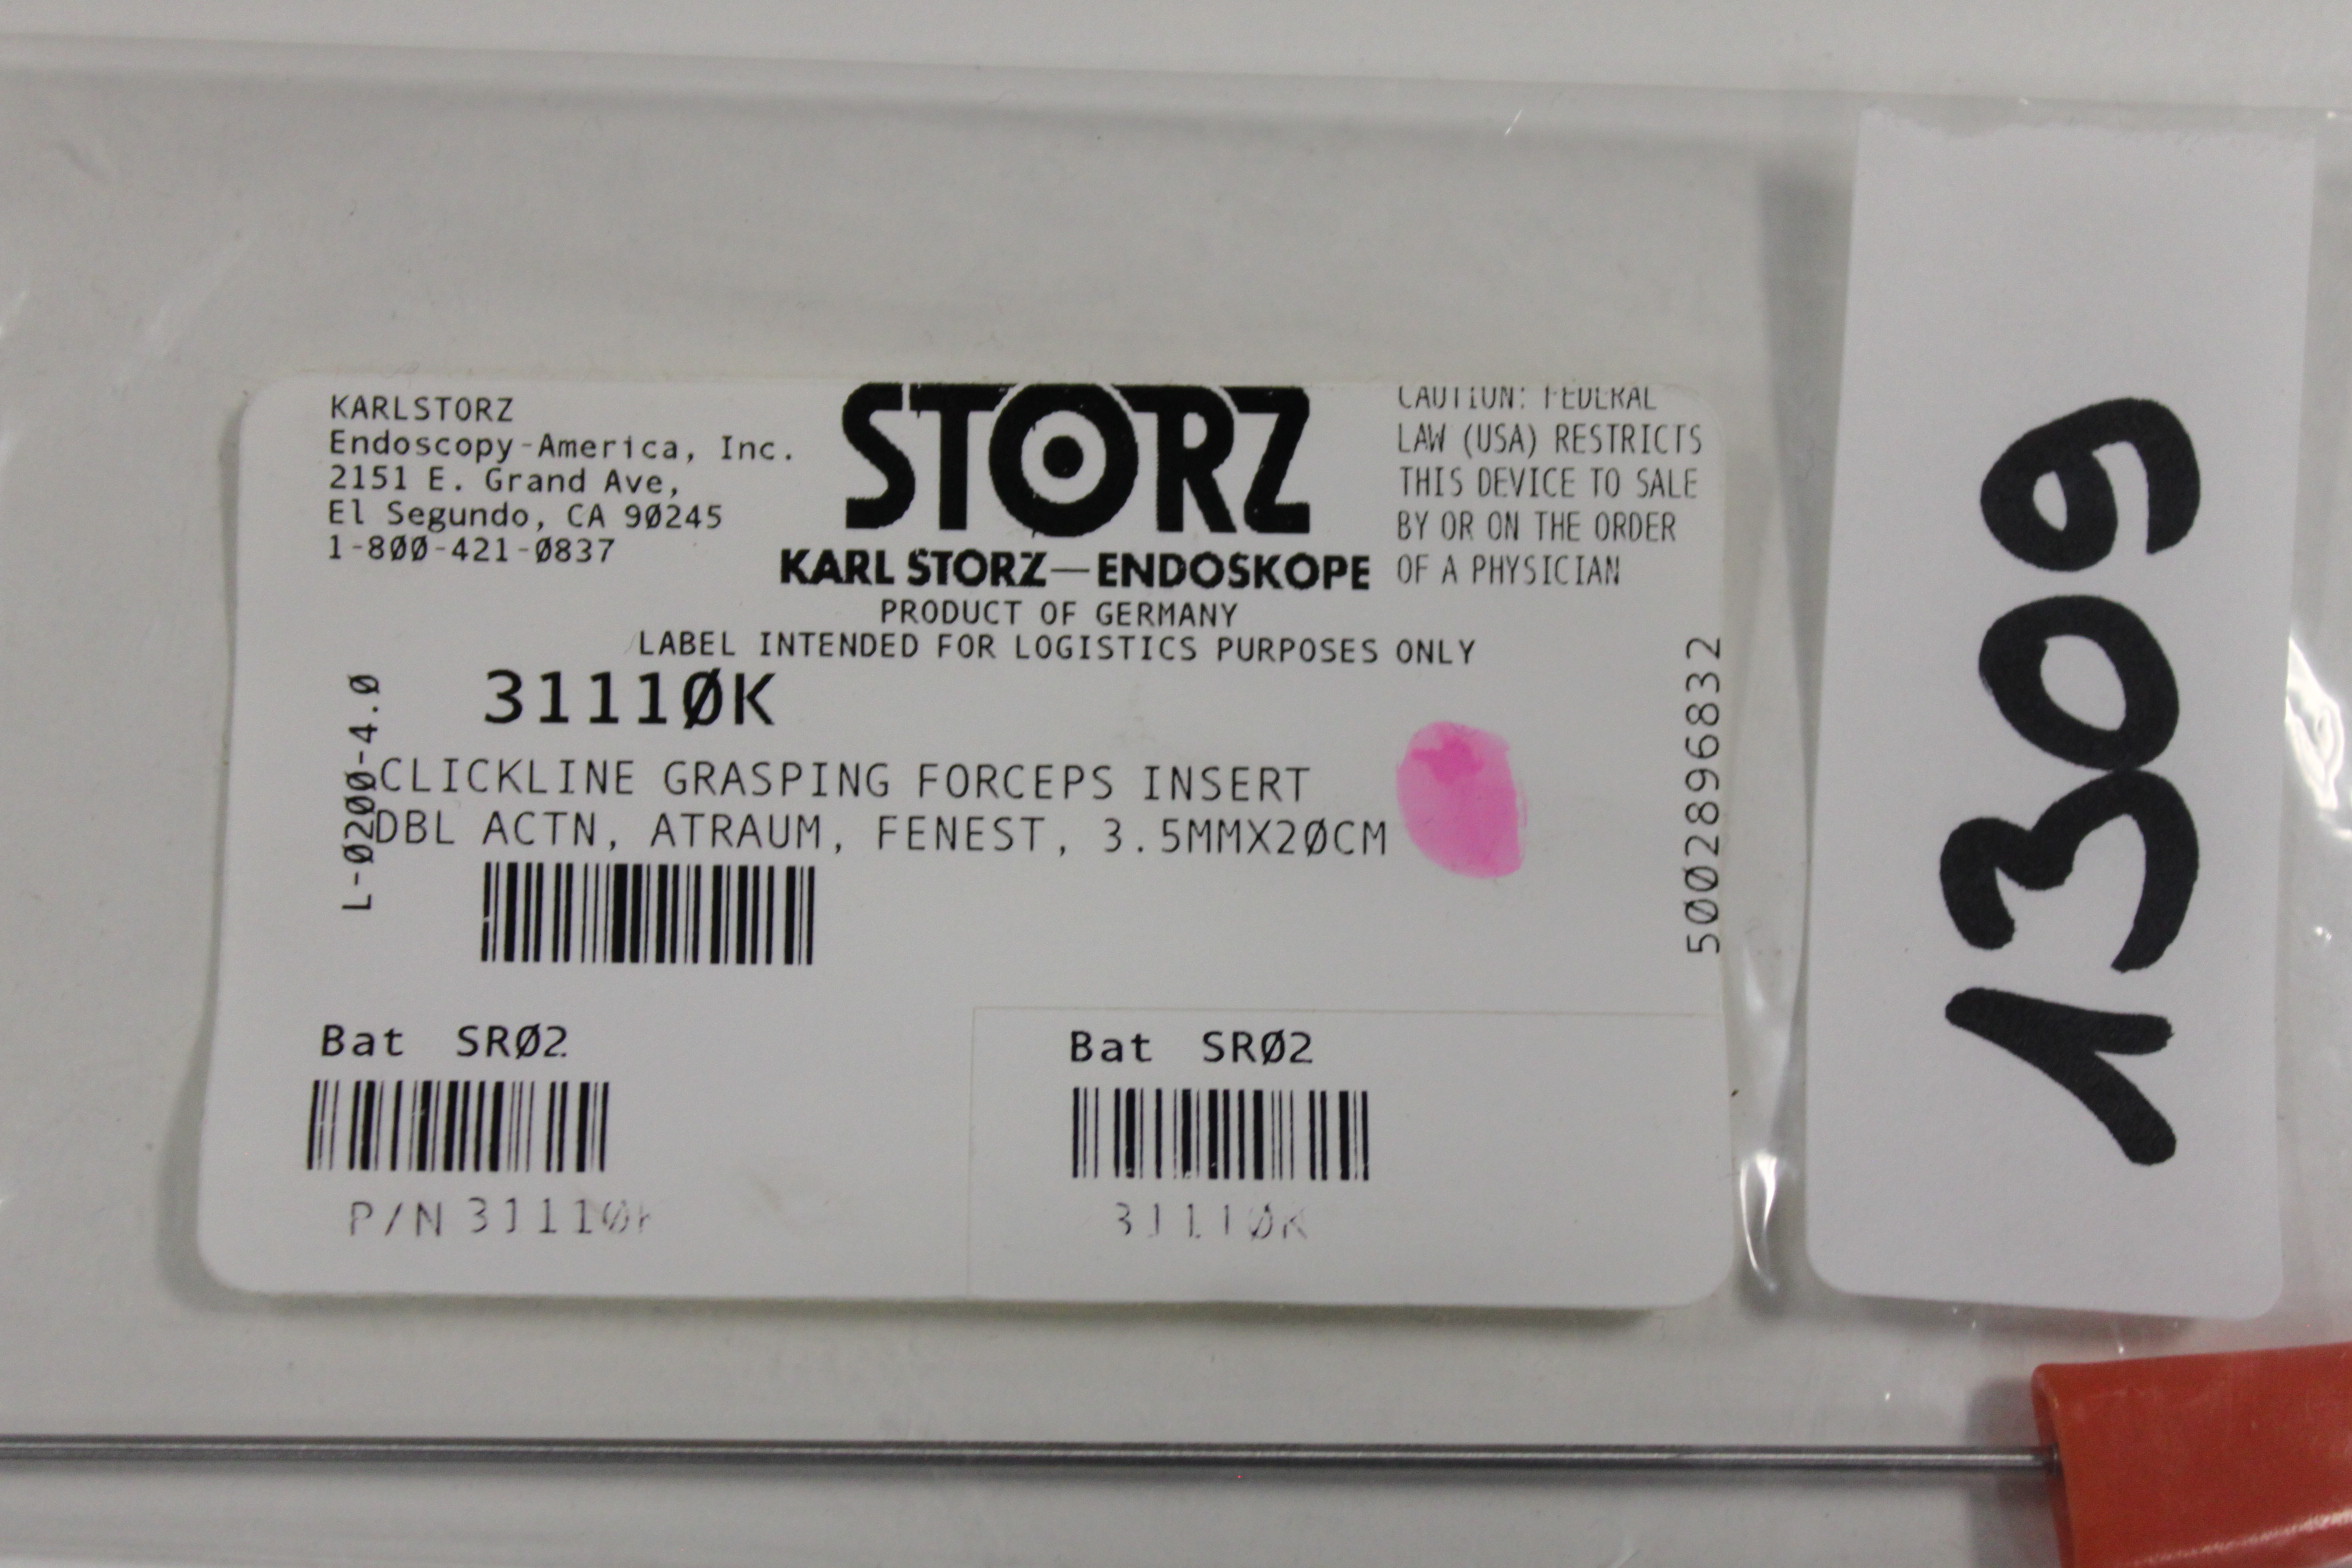 KARLSTORZ
Endoscopy-America, Inc.
2151 E. Grand Ave,
El Segundo, CA 90245
1-800-421-0837
STORZ
KARL STORZ—ENDOSKOPE
PRODUCT OF GERMANY
LABEL INTENDED FOR LOGISTICS PURPOSES ONLY
CAUTION: FEDERAL
LAW (USA) RESTRICTS
THIS DEVICE TO SALE
BY OR ON THE ORDER
OF A PHYSICIAN
31110K
L-0200-4.0
CLICKLINE GRASPING FORCEPS INSERT
DBL ACTN, ATRAUM, FENEST, 3.5MMX20CM
5002896832
Bat SR02
P/N 31110K
Bat SR02
31110K
1309